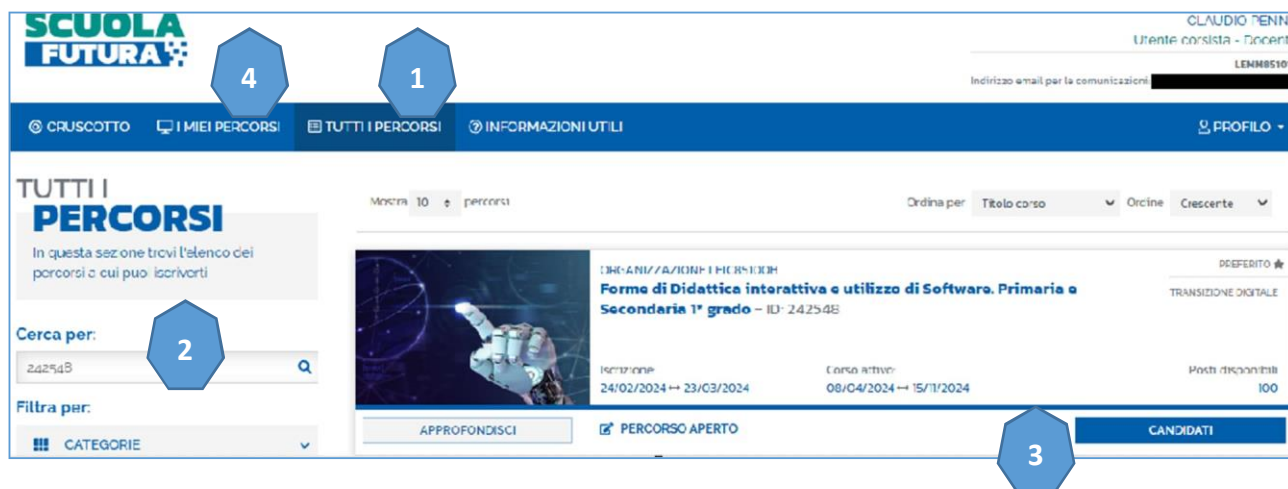 SCUOLA
FUTURA
CLAUDIO PENN
Utente corsista - Docent
LEMM8510
Indirizzo email per le comunicazioni:
4
1
CRUSCOTTO
I MIEI PERCORSI
TUTTI I PERCORSI
INFORMAZIONI UTILI
PROFILO
TUTTI I
PERCORSI
In questa sezione trovi l'elenco dei
percorsi a cui puoi iscriverti
Mostra 10 percorsi
Ordina per Titolo corso
Ordine Crescente
ORGANIZZAZIONE LEIC85100R
PREFERITO
Forme di Didattica interattiva e utilizzo di Software. Primaria e
Secondaria 1° grado – ID: 242548
TRANSIZIONE DIGITALE
Cerca per:
2
242548
Iscrizione:
24/02/2024 ↔ 23/03/2024
Corso attivo:
08/04/2024 ↔ 15/11/2024
Posti disponibili
100
Filtra per:
CATEGORIE
APPROFONDISCI
PERCORSO APERTO
3
CANDIDATI